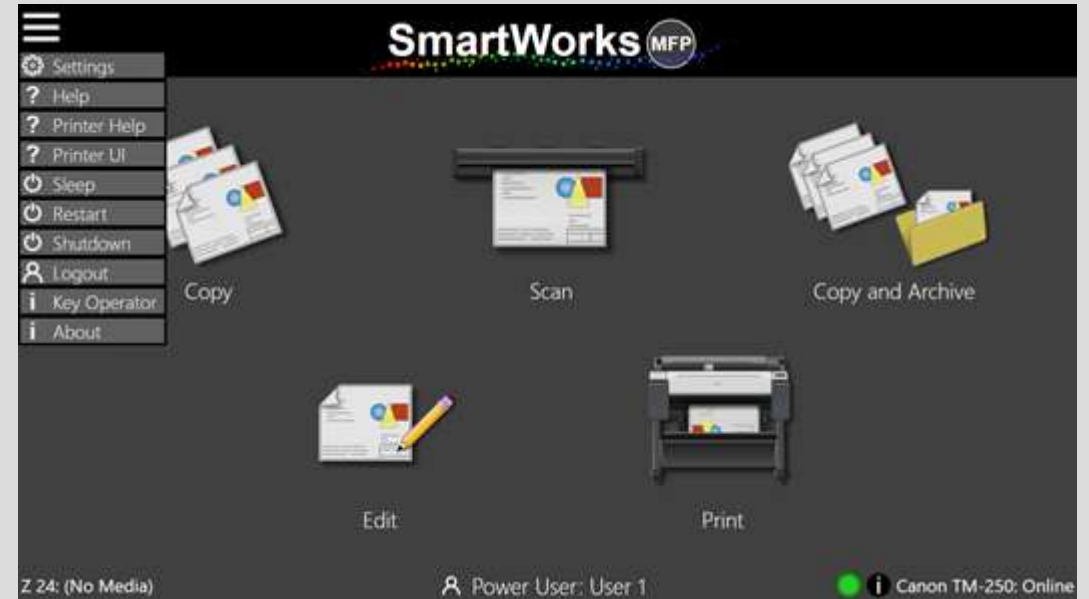 SmartWorks MFP
Settings
? Help
? Printer Help
? Printer UI
Sleep
Restart
Shutdown
Logout
i Key Operator
i About
Copy
Scan
Copy and Archive
Edit
Print
Z 24: (No Media)
Power User: User 1
i Canon TM-250: Online